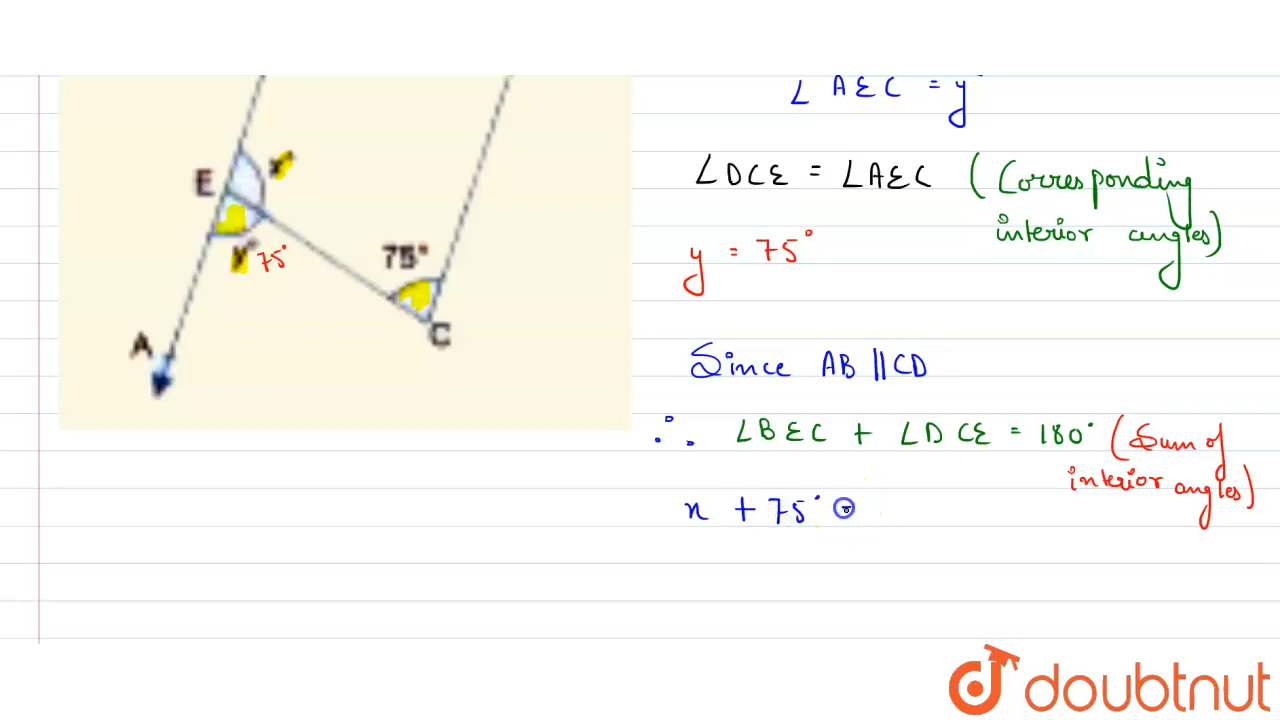 ∠ AEC = y°
∠DCE = ∠AEC (Corresponding
interior angles)
y = 75°
Since AB || CD
∴ ∠BEC + ∠DCE = 180° (Sum of
interior angles)
x + 75° =
x°
E
y° 75°
75°
C
A
doubtnut